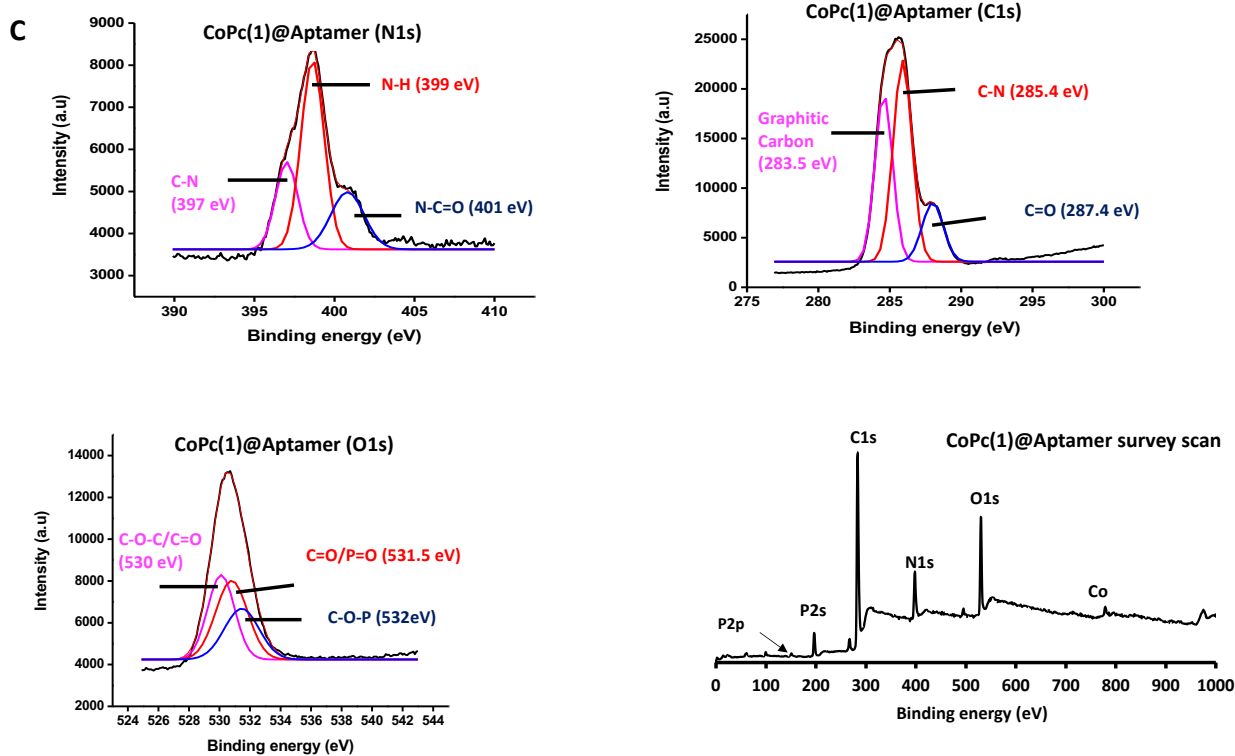 C
CoPc(1)@Aptamer (N1s)
9000
8000
7000
6000
5000
4000
3000
Intensity (a.u)
N-H (399 eV)
C-N
(397 eV)
N-C=O (401 eV)
390 395 400 405 410
Binding energy (eV)
CoPc(1)@Aptamer (C1s)
25000
20000
15000
10000
5000
0
Intensity (a.u)
C-N (285.4 eV)
Graphitic
Carbon
(283.5 eV)
C=O (287.4 eV)
275 280 285 290 295 300
Binding energy (eV)
CoPc(1)@Aptamer (O1s)
14000
12000
10000
8000
6000
4000
2000
Intensity (a.u)
C-O-C/C=O
(530 eV)
C=O/P=O (531.5 eV)
C-O-P (532eV)
524 526 528 530 532 534 536 538 540 542 544
Binding energy (eV)
CoPc(1)@Aptamer survey scan
C1s
O1s
N1s
P2s
P2p
Co
0 100 200 300 400 500 600 700 800 900 1000
Binding energy (eV)